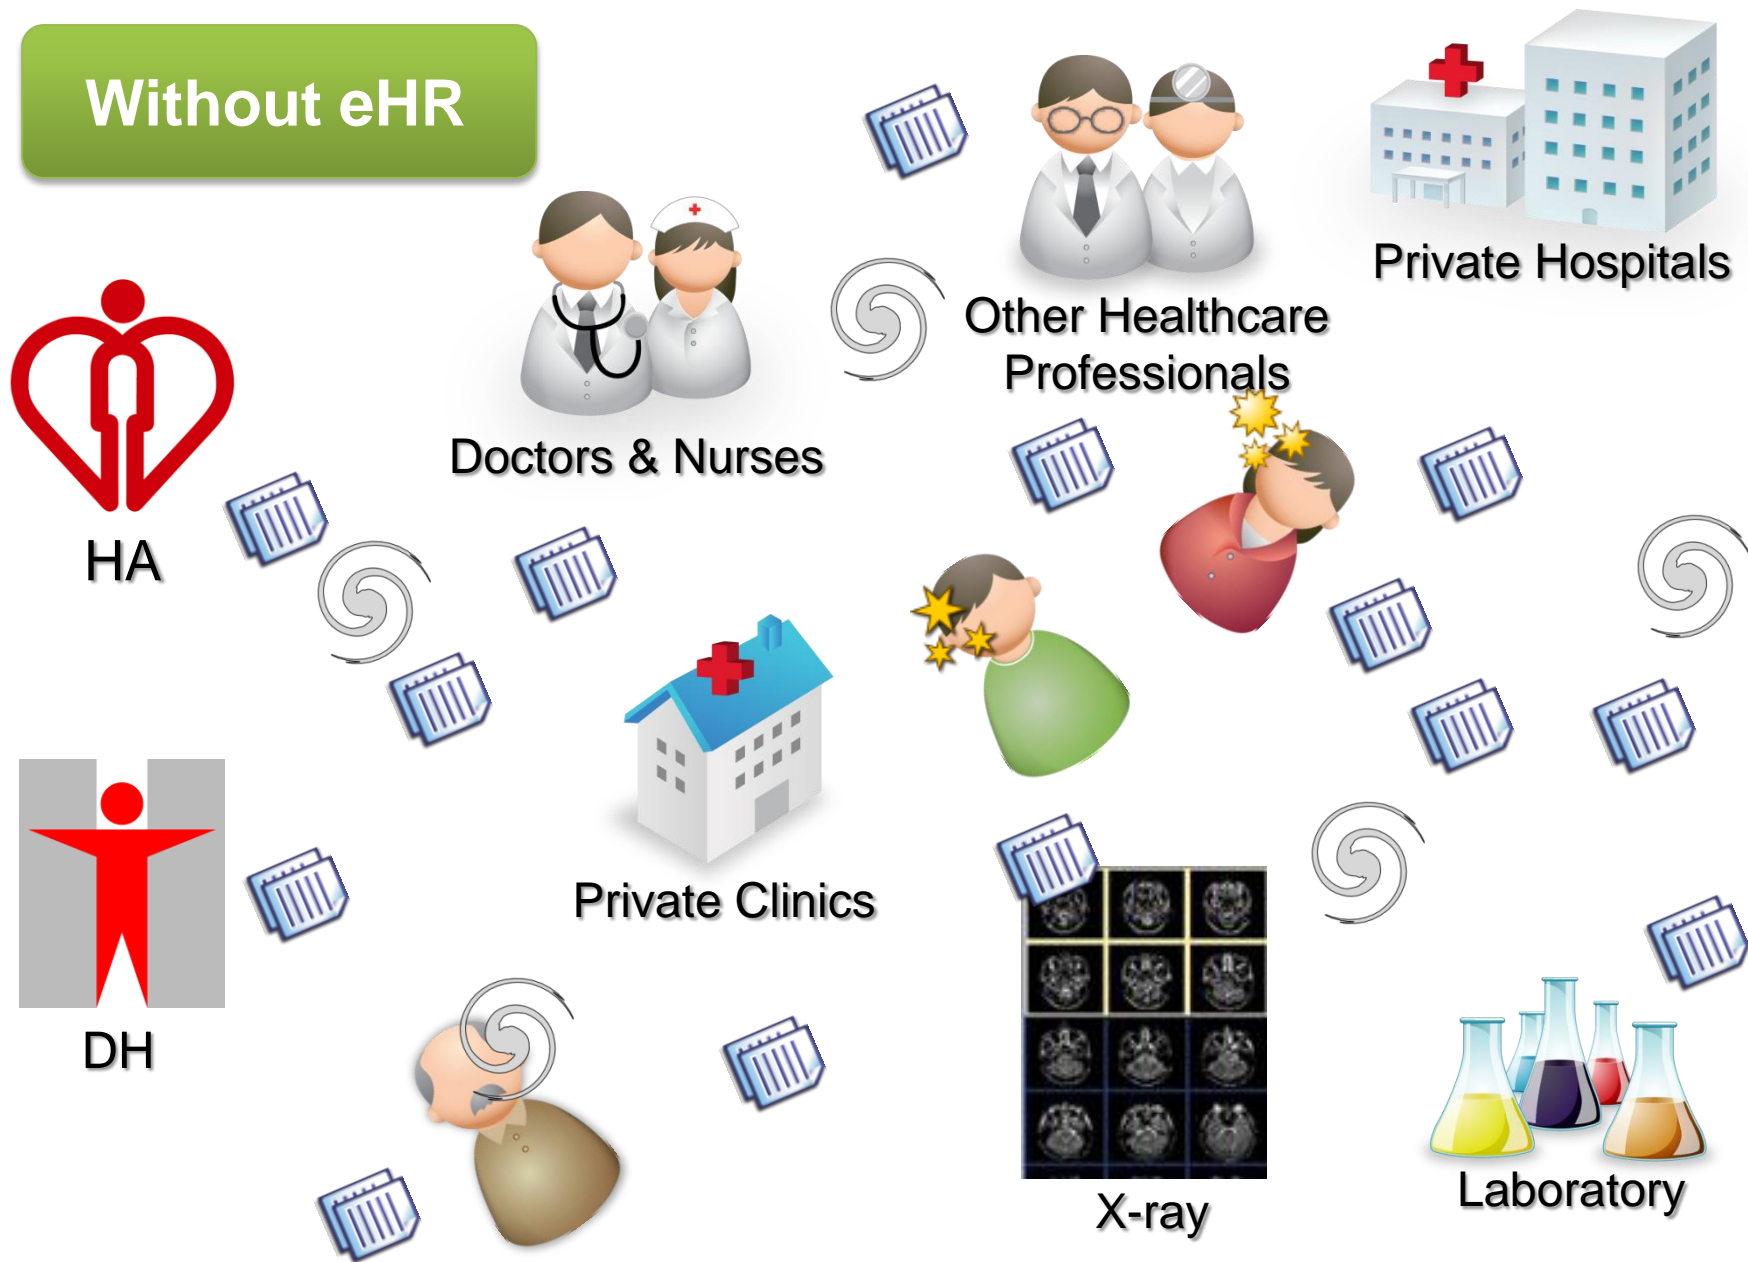 Without eHR
Private Hospitals
Other Healthcare
Professionals
Doctors & Nurses
HA
Private Clinics
DH
X-ray
Laboratory